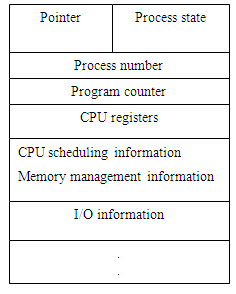 Pointer Process state
Process number
Program counter
CPU registers
CPU scheduling information
Memory management information
I/O information
.
.